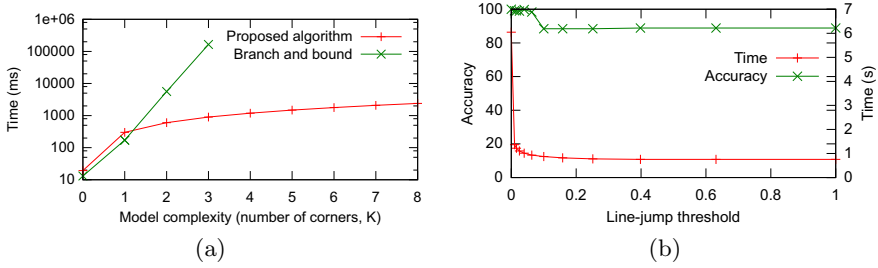 Time (ms)
1e+06
100000
10000
1000
100
10
Proposed algorithm
Branch and bound
0 1 2 3 4 5 6 7 8
Model complexity (number of corners, K)
(a)
Accuracy
100
80
60
40
20
0
Time
Accuracy
7
6
5
4
3
2
1
0
Time (s)
0 0.2 0.4 0.6 0.8 1
Line-jump threshold
(b)